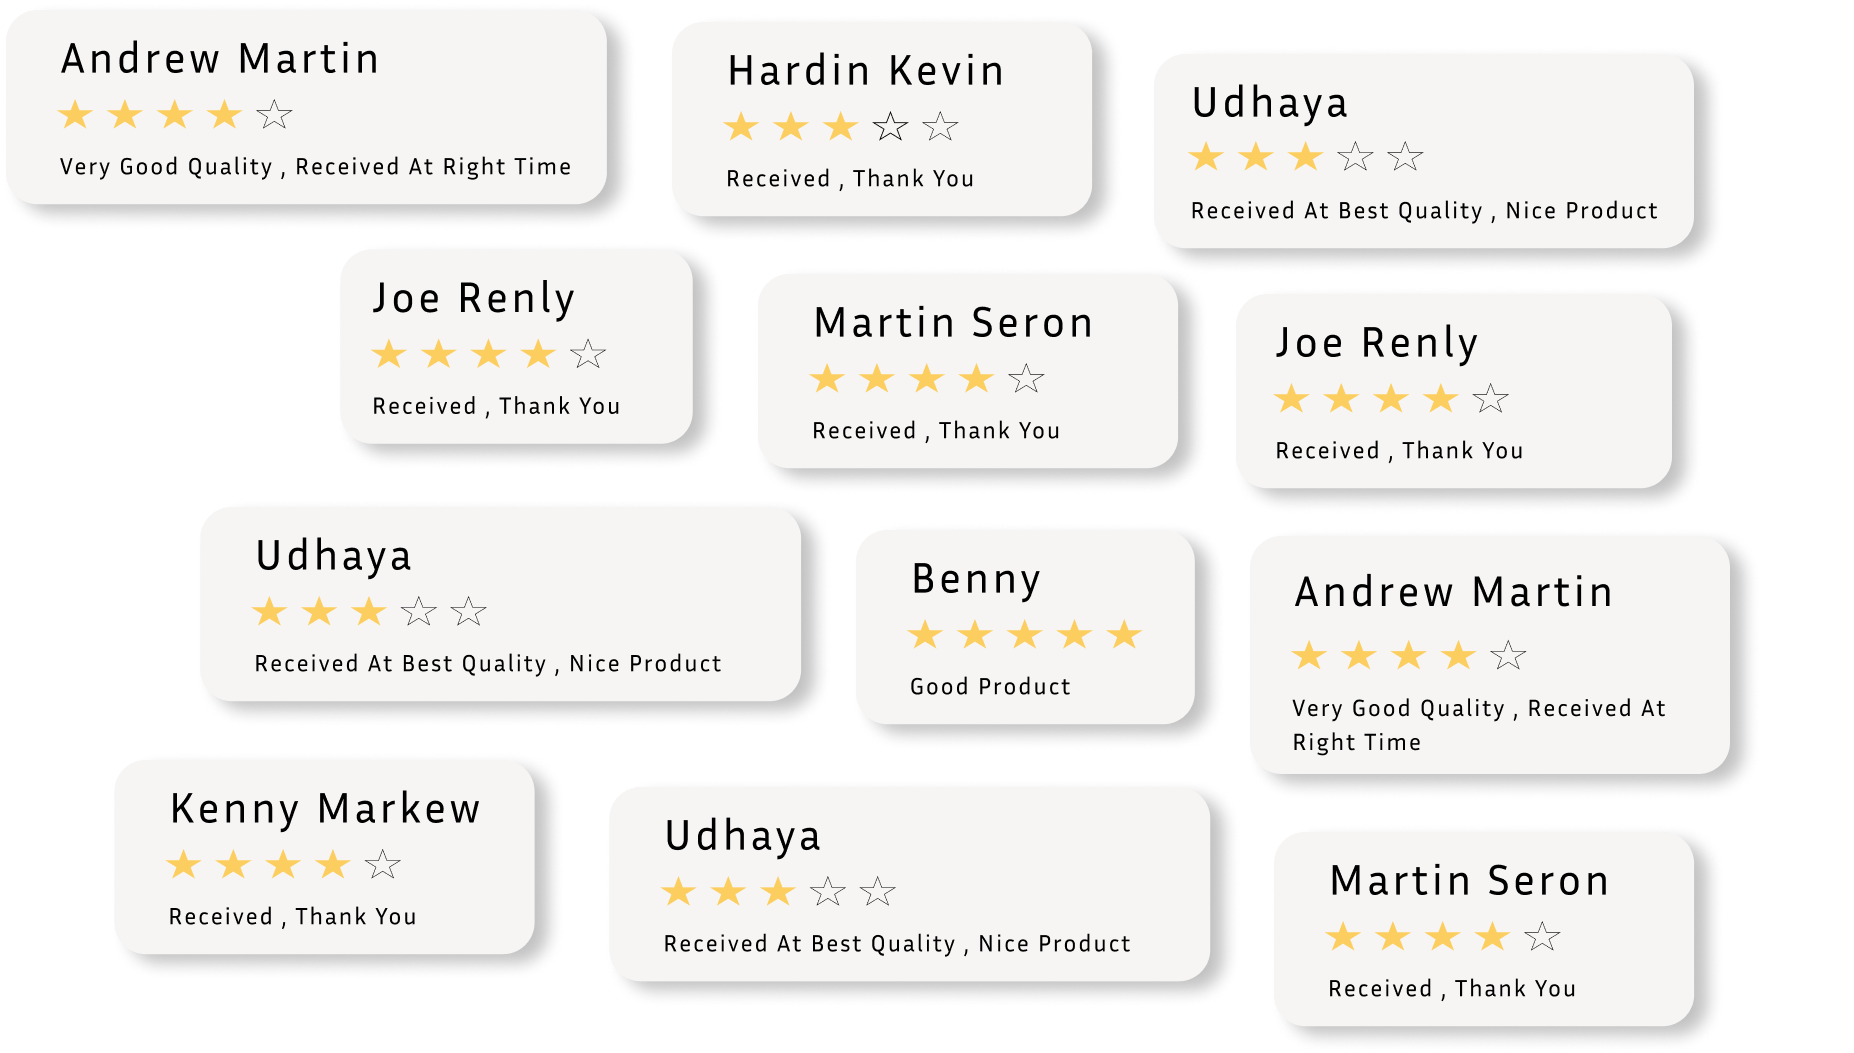 Andrew Martin
Very Good Quality , Received At Right Time
Hardin Kevin
Received , Thank You
Udhaya
Received At Best Quality , Nice Product
Joe Renly
Received , Thank You
Martin Seron
Received , Thank You
Joe Renly
Received , Thank You
Udhaya
Received At Best Quality , Nice Product
Benny
Good Product
Andrew Martin
Very Good Quality , Received At
Right Time
Kenny Markew
Received , Thank You
Udhaya
Received At Best Quality , Nice Product
Martin Seron
Received , Thank You